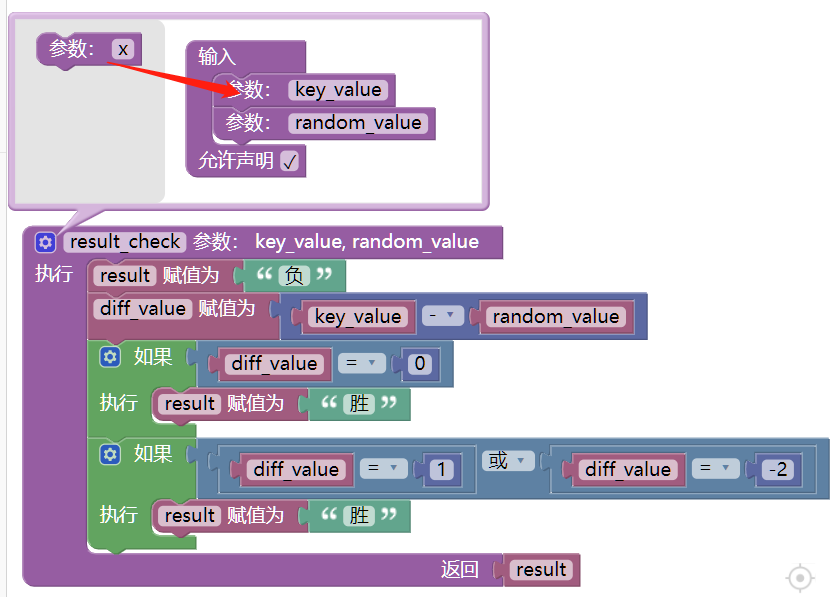 参数: x
输入
参数: key_value
参数: random_value
允许声明 ✓
result_check 参数: key_value, random_value
执行 result 赋值为 “ 负 ”
diff_value 赋值为 key_value - random_value
如果 diff_value = 0
执行 result 赋值为 “ 胜 ”
如果 diff_value = 1 或 diff_value = -2
执行 result 赋值为 “ 胜 ”
返回 result